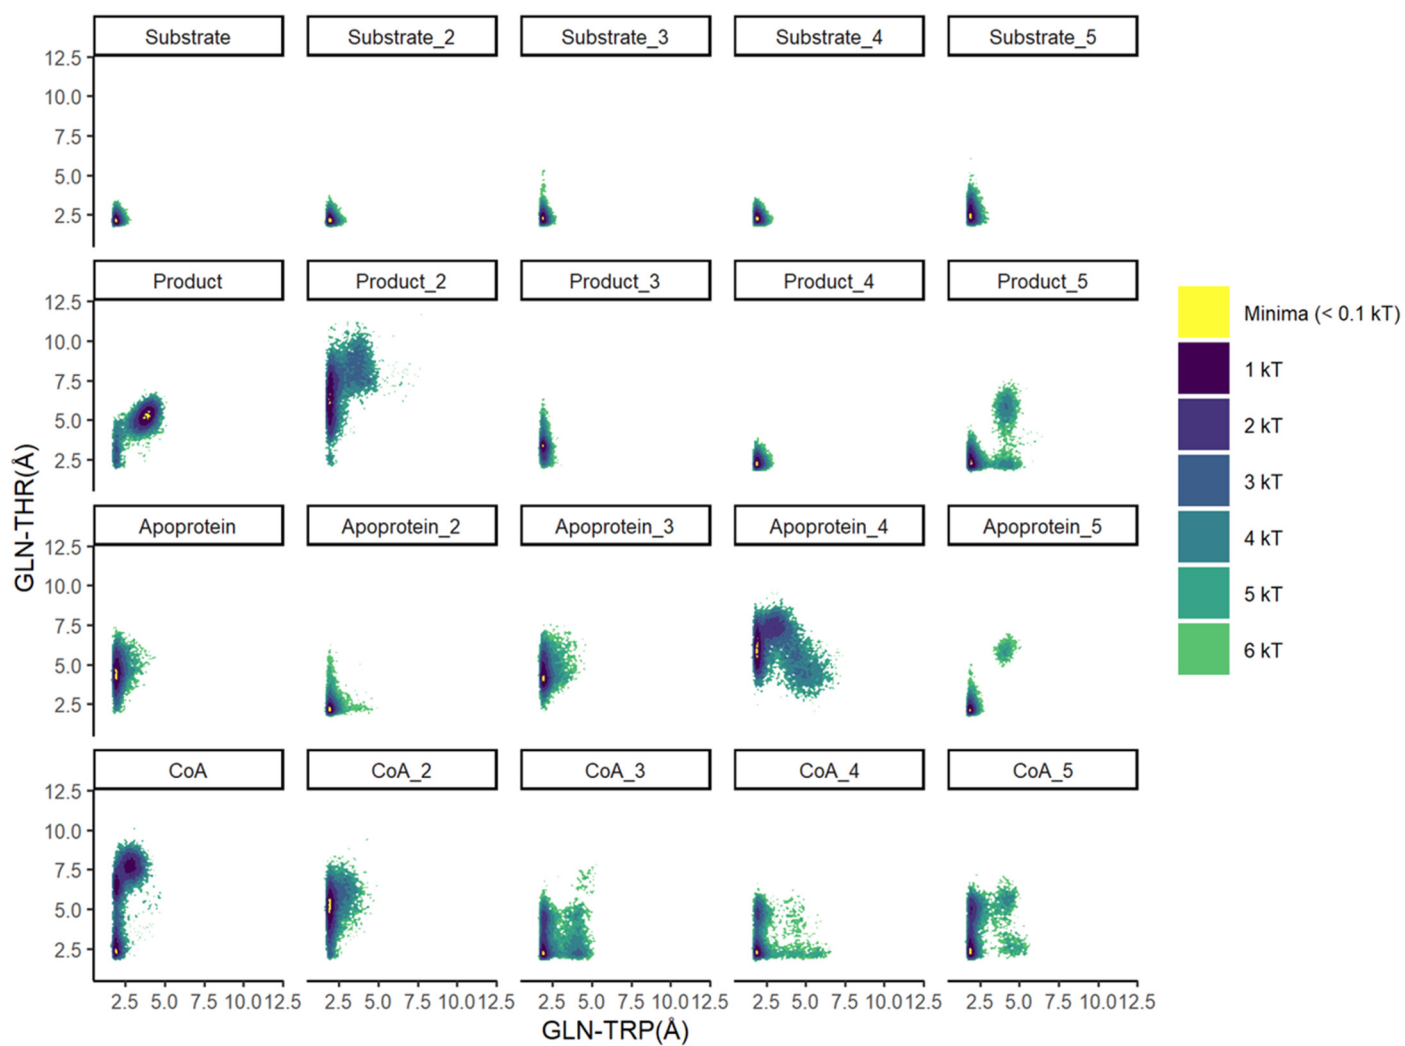 Substrate Substrate_2 Substrate_3 Substrate_4 Substrate_5
12.5
10.0
7.5
5.0
2.5
Product Product_2 Product_3 Product_4 Product_5
12.5
10.0
7.5
5.0
2.5
Apoprotein Apoprotein_2 Apoprotein_3 Apoprotein_4 Apoprotein_5
12.5
10.0
7.5
5.0
2.5
CoA CoA_2 CoA_3 CoA_4 CoA_5
12.5
10.0
7.5
5.0
2.5
2.5 5.0 7.5 10.012.5 2.5 5.0 7.5 10.012.5 2.5 5.0 7.5 10.012.5 2.5 5.0 7.5 10.012.5 2.5 5.0 7.5 10.012.5
GLN-TRP(Å)
GLN-THR(Å)
Minima (< 0.1 kT)
1 kT
2 kT
3 kT
4 kT
5 kT
6 kT